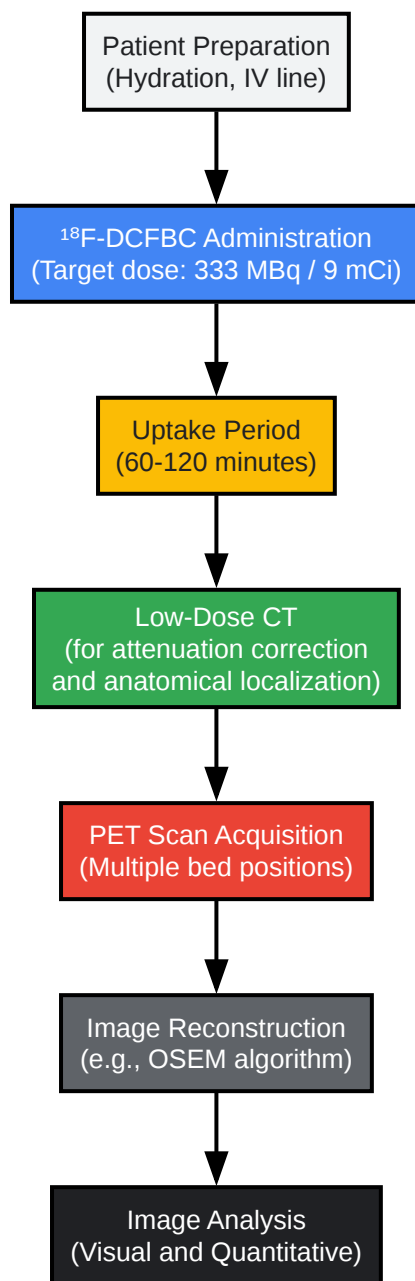 Patient Preparation
(Hydration, IV line)
¹⁸F-DCFBC Administration
(Target dose: 333 MBq / 9 mCi)
Uptake Period
(60-120 minutes)
Low-Dose CT
(for attenuation correction
and anatomical localization)
PET Scan Acquisition
(Multiple bed positions)
Image Reconstruction
(e.g., OSEM algorithm)
Image Analysis
(Visual and Quantitative)